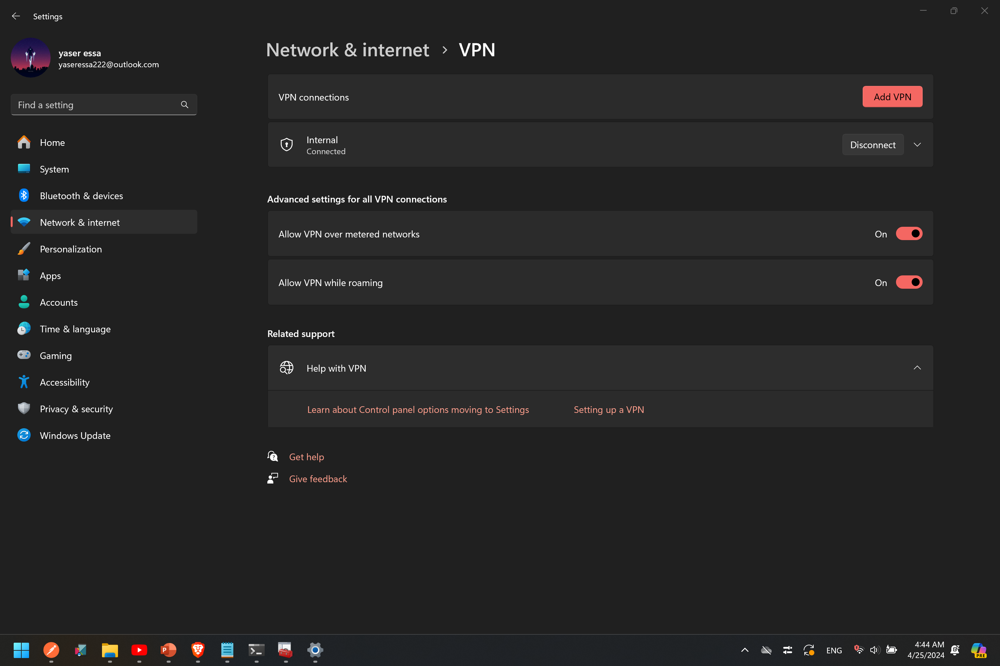 Settings
yaser essa
yaseressa222@outlook.com
Find a setting
Home
System
Bluetooth & devices
Network & internet
Personalization
Apps
Accounts
Time & language
Gaming
Accessibility
Privacy & security
Windows Update
Network & internet > VPN
VPN connections
Add VPN
Internal
Connected
Disconnect
Advanced settings for all VPN connections
Allow VPN over metered networks
On
Allow VPN while roaming
On
Related support
Help with VPN
Learn about Control panel options moving to Settings
Setting up a VPN
Get help
Give feedback
ENG
4:44 AM
4/25/2024
PRE